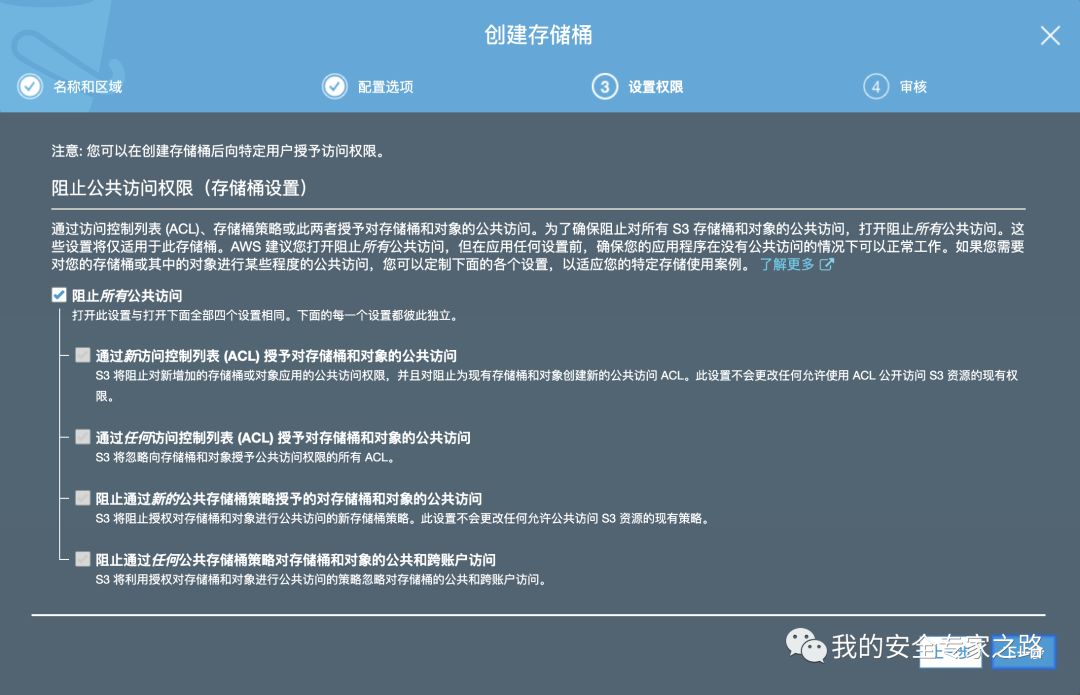 创建存储桶
名称和区域
配置选项
3 设置权限
4 审核
注意: 您可以在创建存储桶后向特定用户授予访问权限。
阻止公共访问权限（存储桶设置）
通过访问控制列表 (ACL)、存储桶策略或此两者授予对存储桶和对象的公共访问。为了确保阻止对所有 S3 存储桶和对象的公共访问，打开阻止所有公共访问。这
些设置将仅适用于此存储桶。AWS 建议您打开阻止所有公共访问，但在应用任何设置前，确保您的应用程序在没有公共访问的情况下可以正常工作。如果您需要
对您的存储桶或其中的对象进行某些程度的公共访问，您可以定制下面的各个设置，以适应您的特定存储使用案例。 了解更多
阻止所有公共访问
打开此设置与打开下面全部四个设置相同。下面的每一个设置都彼此独立。
通过新访问控制列表 (ACL) 授予对存储桶和对象的公共访问
S3 将阻止对新增加的存储桶或对象应用的公共访问权限，并且对阻止为现有存储桶和对象创建新的公共访问 ACL。此设置不会更改任何允许使用 ACL 公开访问 S3 资源的现有权
限。
通过任何访问控制列表 (ACL) 授予对存储桶和对象的公共访问
S3 将忽略向存储桶和对象授予公共访问权限的所有 ACL。
阻止通过新的公共存储桶策略授予的对存储桶和对象的公共访问
S3 将阻止授权对存储桶和对象进行公共访问的新存储桶策略。此设置不会更改任何允许公共访问 S3 资源的现有策略。
阻止通过任何公共存储桶策略对存储桶和对象的公共和跨账户访问
S3 将利用授权对存储桶和对象进行公共访问的策略忽略对存储桶的公共和跨账户访问。
我的安全专家之路